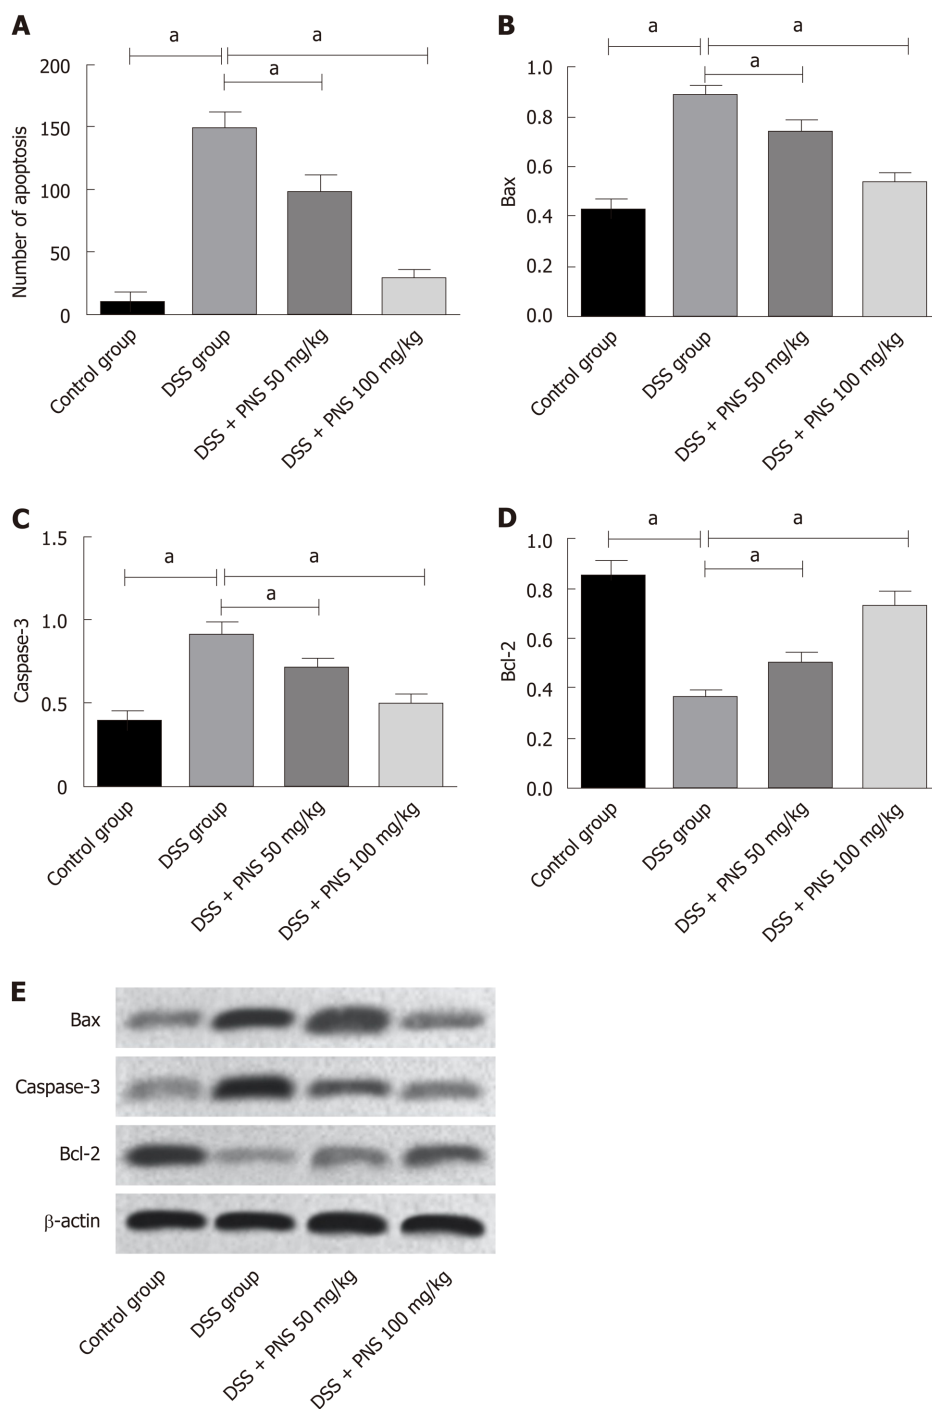 A
a
a
a
200
150
100
50
0
Number of apoptosis
Control group
DSS group
DSS + PNS 50 mg/kg
DSS + PNS 100 mg/kg
B
a
a
a
1.0
0.8
0.6
0.4
0.2
0.0
Bax
Control group
DSS group
DSS + PNS 50 mg/kg
DSS + PNS 100 mg/kg
C
1.5
1.0
0.5
0
Caspase-3
a
a
a
Control group
DSS group
DSS + PNS 50 mg/kg
DSS + PNS 100 mg/kg
D
a
a
a
1.0
0.8
0.6
0.4
0.2
0.0
Bcl-2
Control group
DSS group
DSS + PNS 50 mg/kg
DSS + PNS 100 mg/kg
E
Bax
Caspase-3
Bcl-2
β-actin
Control group
DSS group
DSS + PNS 50 mg/kg
DSS + PNS 100 mg/kg